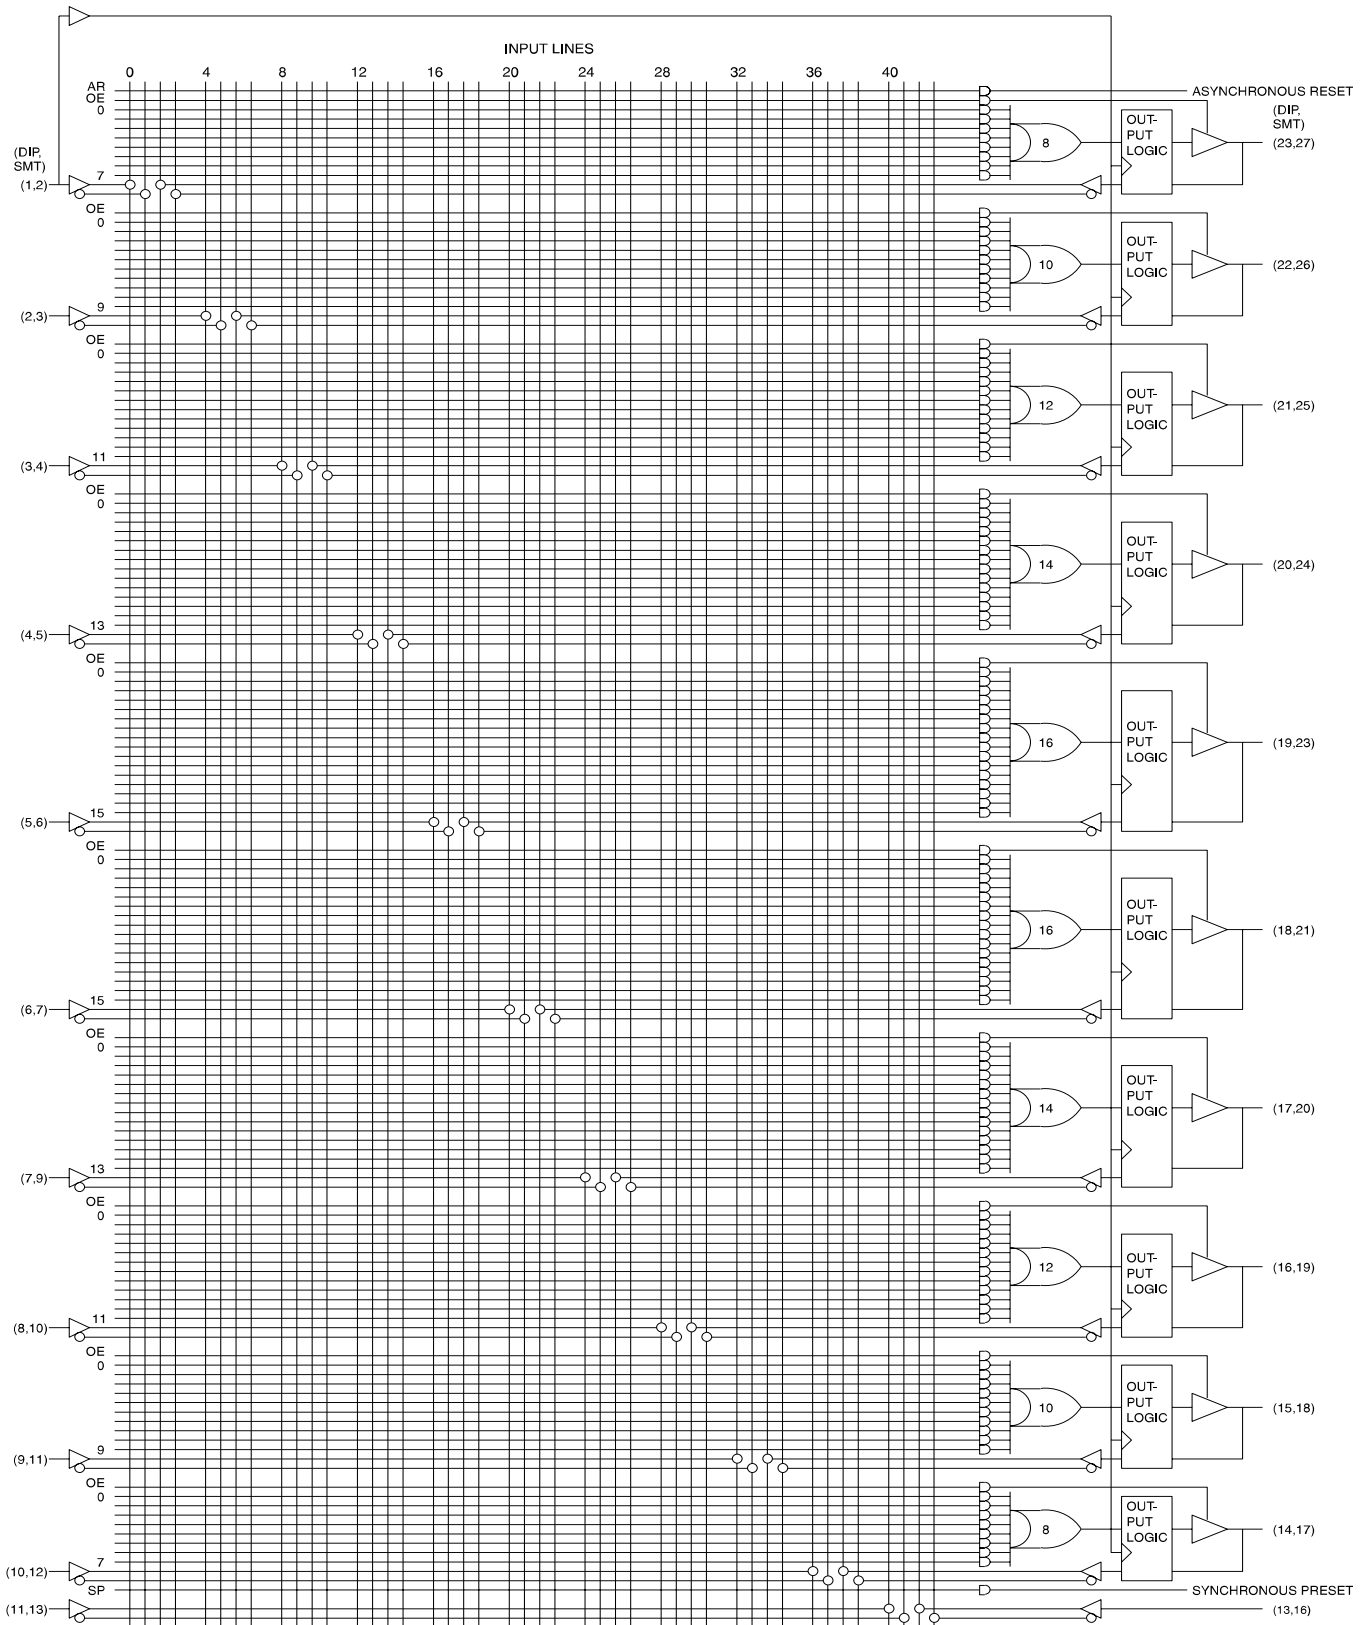 INPUT LINES
0 4 8 12 16 20 24 28 32 36 40
AR
ASYNCHRONOUS RESET
OE
0
(DIP,
SMT)
OUT-
PUT
LOGIC
8
(23,27)
(DIP,
SMT)
7
(1,2)
OE
0
OUT-
PUT
LOGIC
10
(22,26)
9
(2,3)
OE
0
OUT-
PUT
LOGIC
12
(21,25)
11
(3,4)
OE
0
OUT-
PUT
LOGIC
14
(20,24)
13
(4,5)
OE
0
OUT-
PUT
LOGIC
16
(19,23)
15
(5,6)
OE
0
OUT-
PUT
LOGIC
16
(18,21)
15
(6,7)
OE
0
OUT-
PUT
LOGIC
14
(17,20)
13
(7,9)
OE
0
OUT-
PUT
LOGIC
12
(16,19)
11
(8,10)
OE
0
OUT-
PUT
LOGIC
10
(15,18)
9
(9,11)
OE
0
OUT-
PUT
LOGIC
8
(14,17)
7
(10,12)
SP
SYNCHRONOUS PRESET
(11,13)
(13,16)